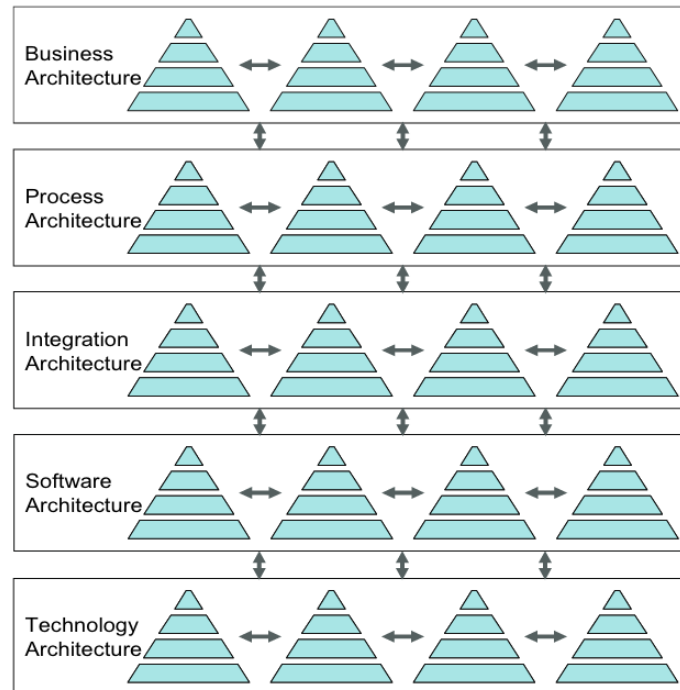 Business
Architecture
Process
Architecture
Integration
Architecture
Software
Architecture
Technology
Architecture